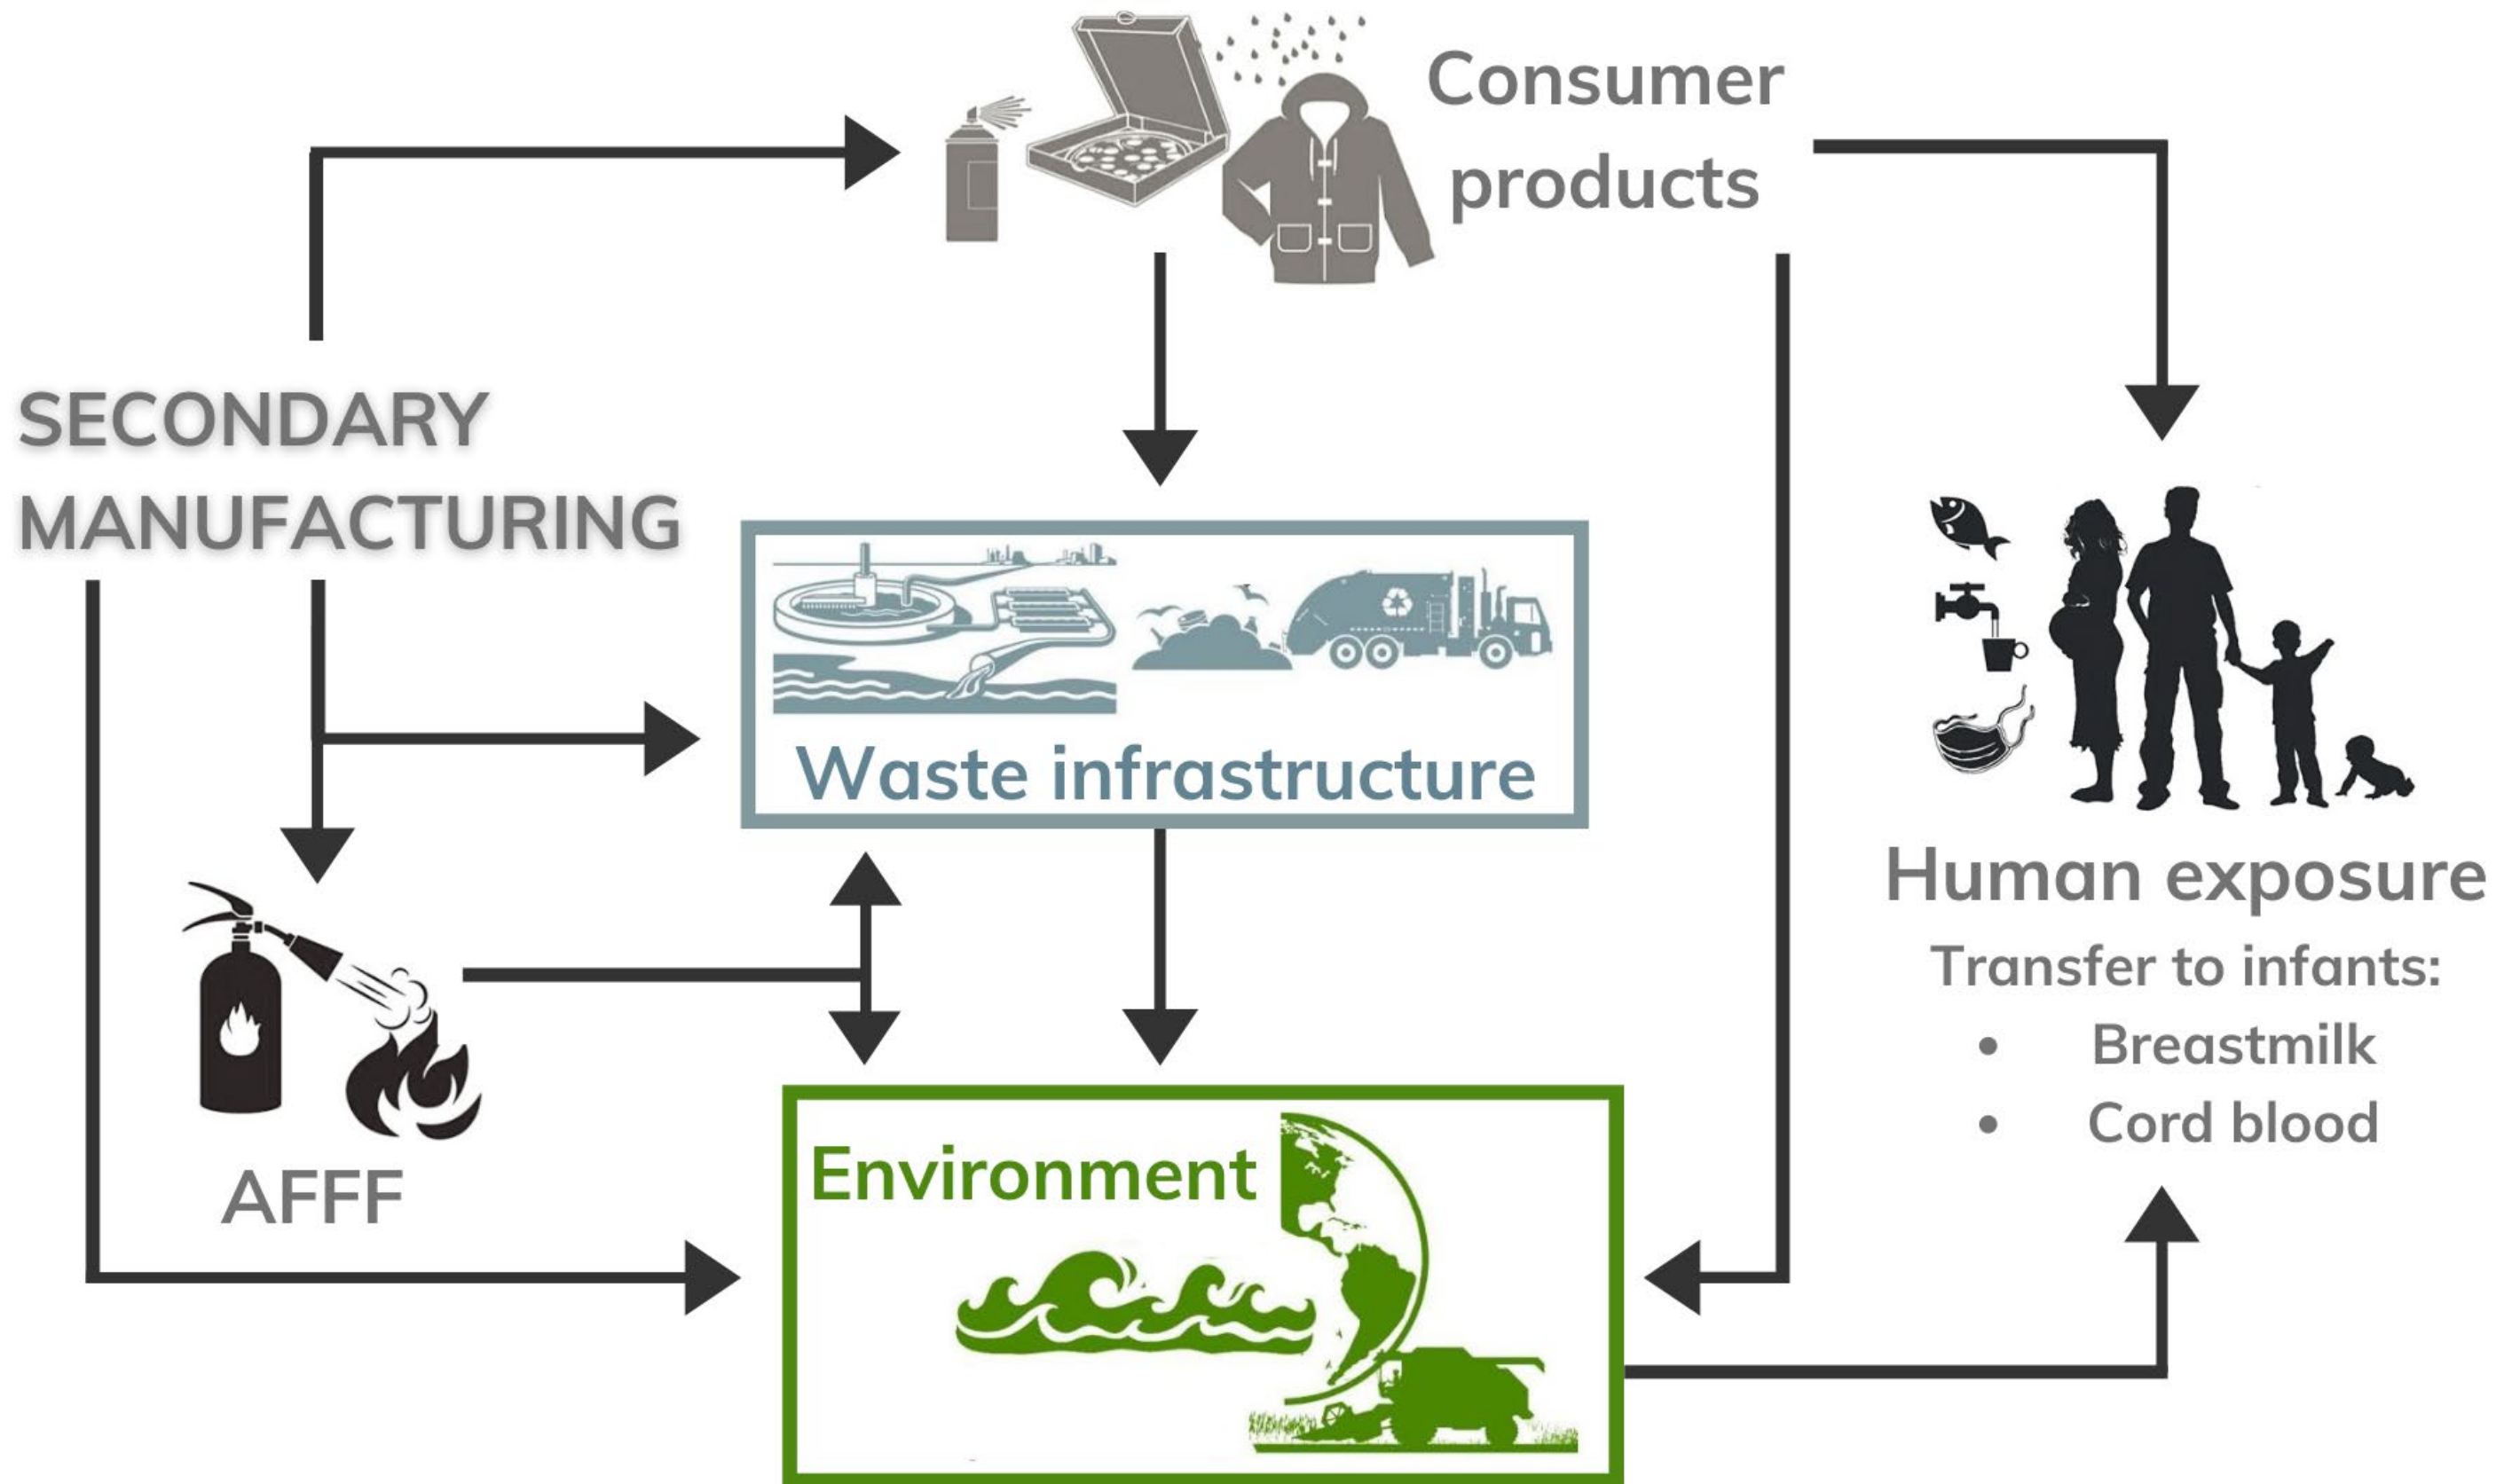 Consumer
products
SECONDARY
MANUFACTURING
Waste infrastructure
Human exposure
Transfer to infants:
• Breastmilk
• Cord blood
AFFF
Environment